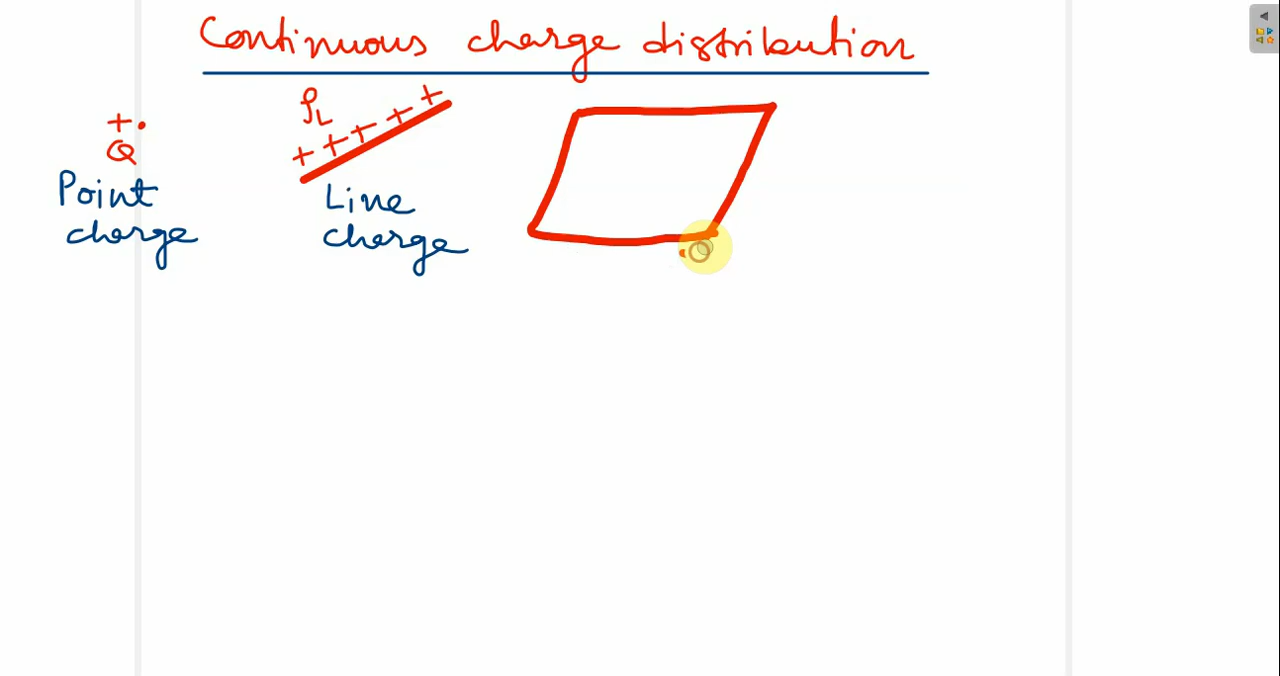 Continuous charge distribution
+.
Q
Point
charge
ρL
+ + + + +
Line
charge